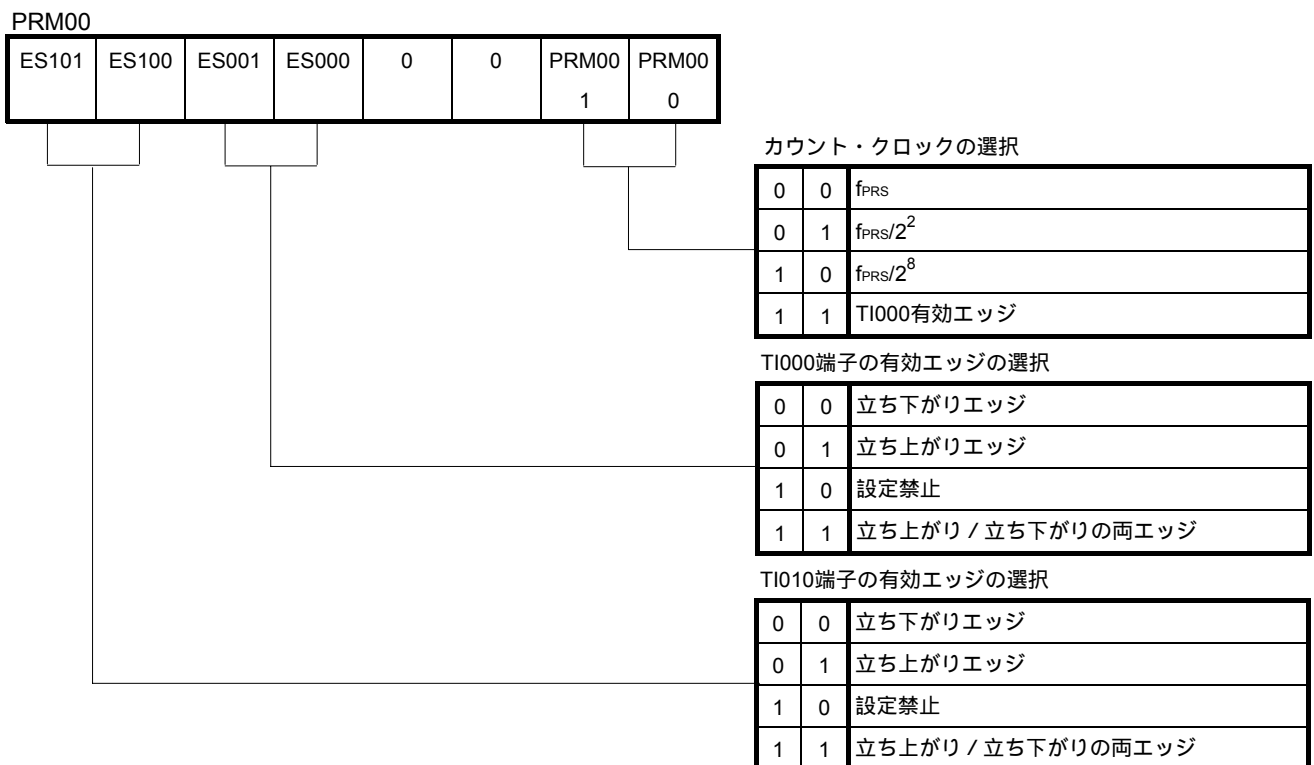 PRM00
ES101 ES100 ES001 ES000 0 0 PRM00 PRM00
1 0
カウント・クロックの選択
0 0 fPRS
0 1 fPRS/2²
1 0 fPRS/2⁸
1 1 TI000有効エッジ
TI000端子の有効エッジの選択
0 0 立ち下がりエッジ
0 1 立ち上がりエッジ
1 0 設定禁止
1 1 立ち上がり / 立ち下がりの両エッジ
TI010端子の有効エッジの選択
0 0 立ち下がりエッジ
0 1 立ち上がりエッジ
1 0 設定禁止
1 1 立ち上がり / 立ち下がりの両エッジ